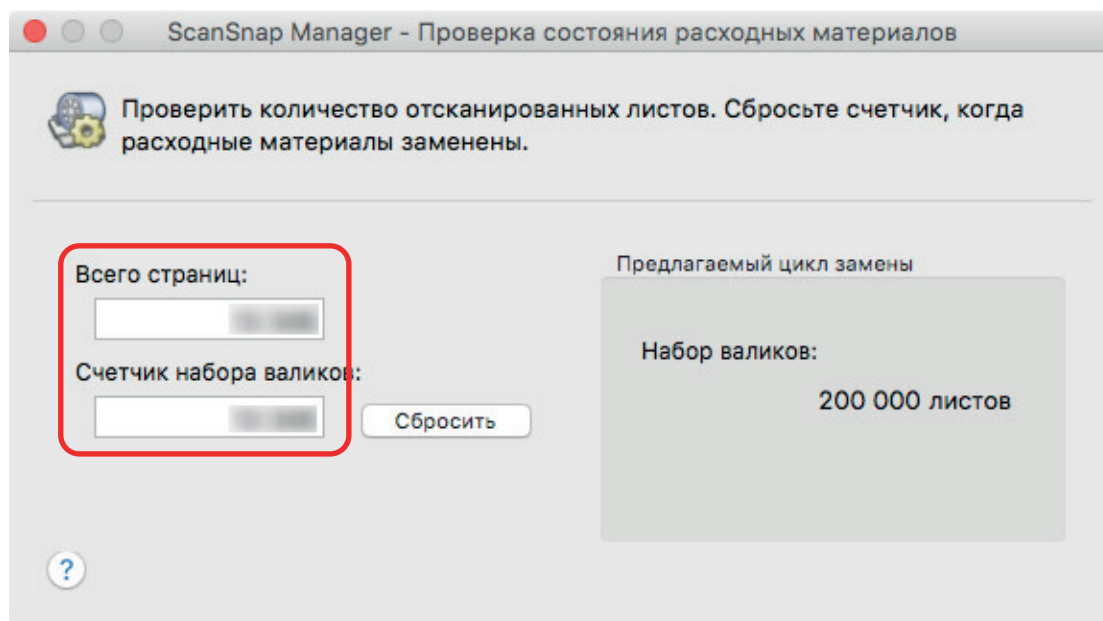 ScanSnap Manager - Проверка состояния расходных материалов
Проверить количество отсканированных листов. Сбросьте счетчик, когда
расходные материалы заменены.
Всего страниц:
Счетчик набора валиков:
Сбросить
Предлагаемый цикл замены
Набор валиков:
200 000 листов
?